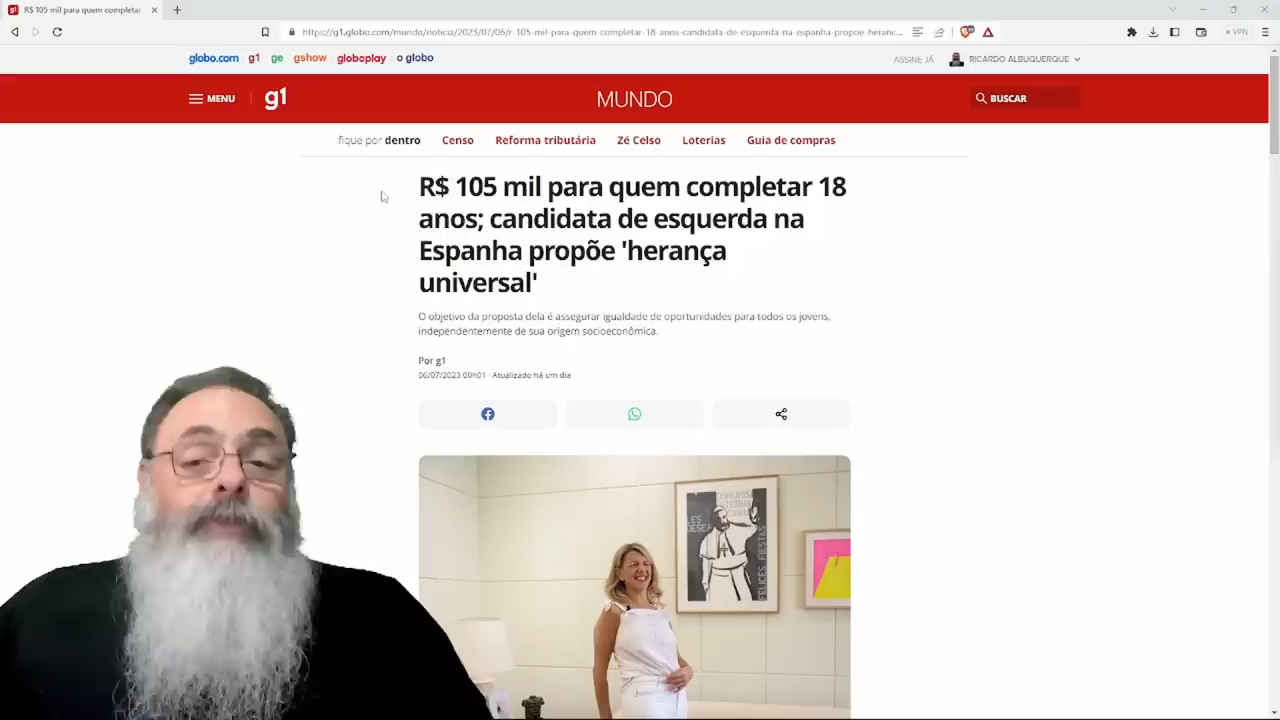 R$ 105 mil para quem completar
https://g1.globo.com/mundo/noticia/2023/07/06/r-105-mil-para-quem-completar-18-anos-candidata-de-esquerda-na-espanha-propoe-heranc...
VPN
globo.com g1 ge gshow globoplay o globo
ASSINE JÁ
RICARDO ALBUQUERQUE
MENU
g1
MUNDO
BUSCAR
fique por dentro Censo Reforma tributária Zé Celso Loterias Guia de compras
R$ 105 mil para quem completar 18
anos; candidata de esquerda na
Espanha propõe 'herança
universal'
O objetivo da proposta dela é assegurar igualdade de oportunidades para todos os jovens,
independentemente de sua origem socioeconômica.
Por g1
06/07/2023 00h01 · Atualizado há um dia
FELICES FIESTAS